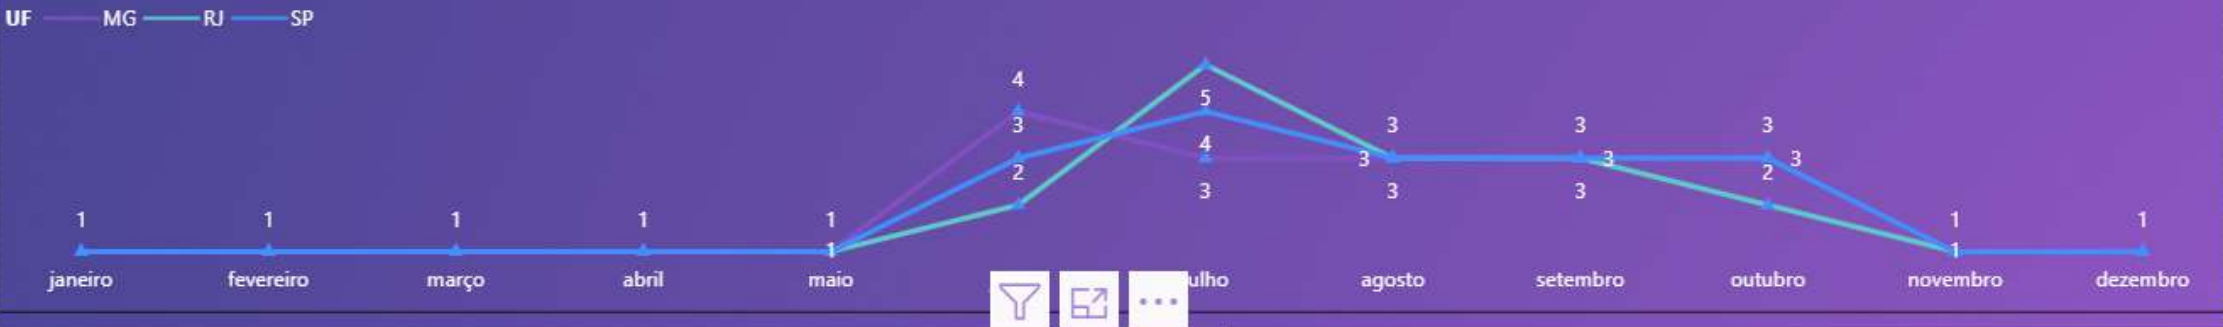 UF MG RJ SP
4
5
3 3 3 3
4
3 3 3
2 2
3 3 3
1 1 1 1 1 1 1
1 1
janeiro fevereiro março abril maio ulho agosto setembro outubro novembro dezembro